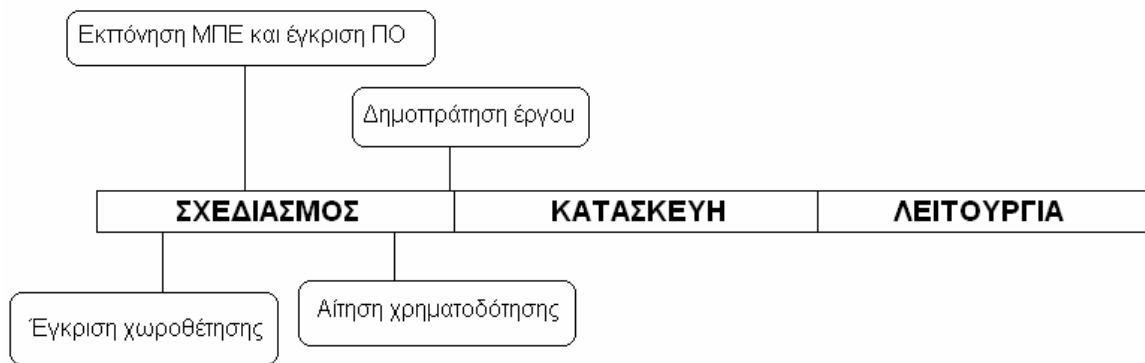 Εκπόνηση ΜΠΕ και έγκριση ΠΟ
Δημοπράτηση έργου
ΣΧΕΔΙΑΣΜΟΣ ΚΑΤΑΣΚΕΥΗ ΛΕΙΤΟΥΡΓΙΑ
Έγκριση χωροθέτησης
Αίτηση χρηματοδότησης